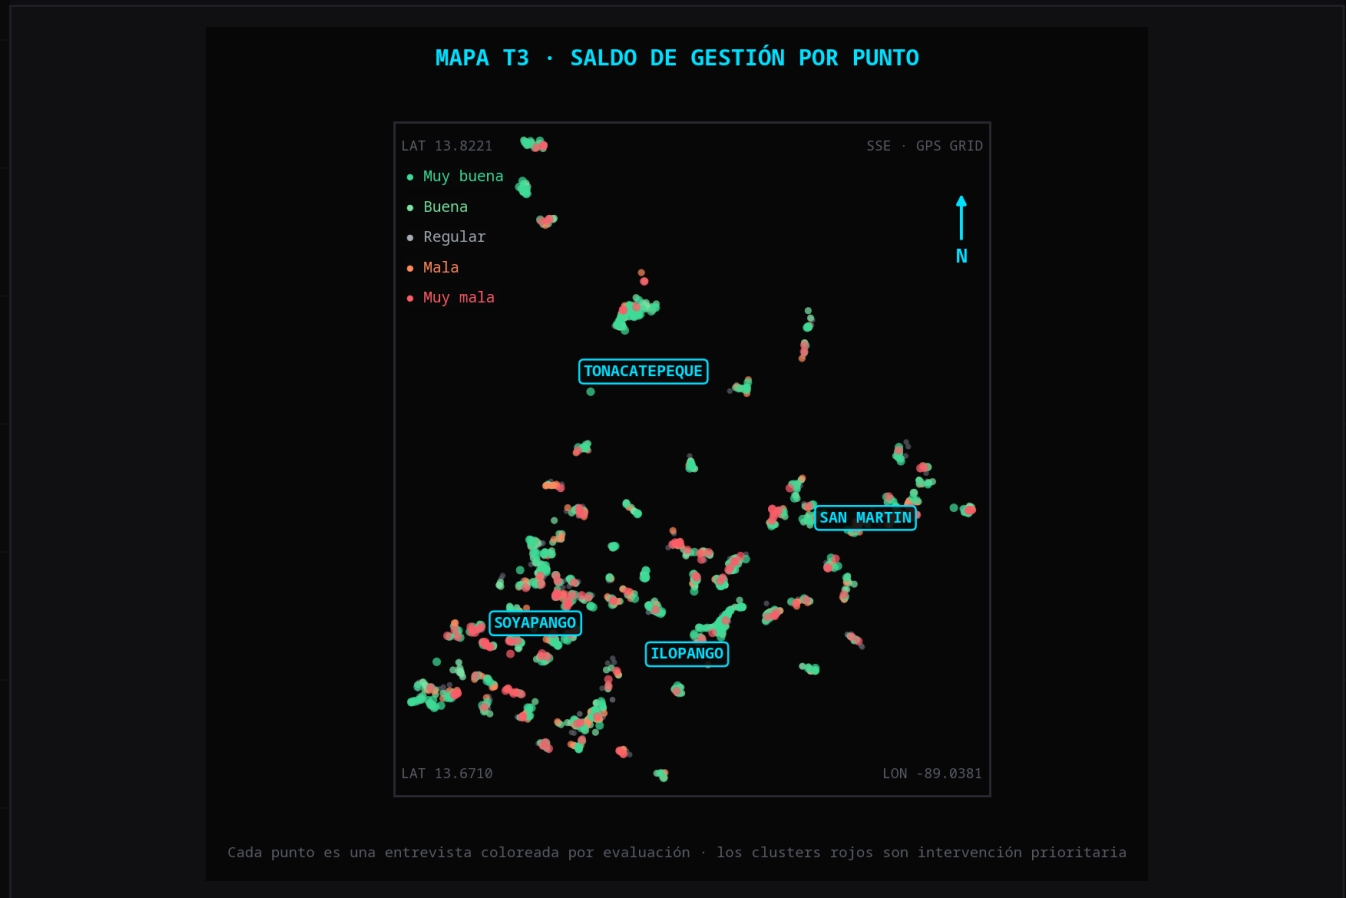 MAPA T3 · SALDO DE GESTIÓN POR PUNTO
LAT 13.8221
SSE · GPS GRID
Muy buena
Buena
Regular
Mala
Muy mala
N
TONACATEPEQUE
SAN MARTIN
SOYAPANGO
ILOPANGO
LAT 13.6710
LON -89.0381
Cada punto es una entrevista coloreada por evaluación · los clusters rojos son intervención prioritaria